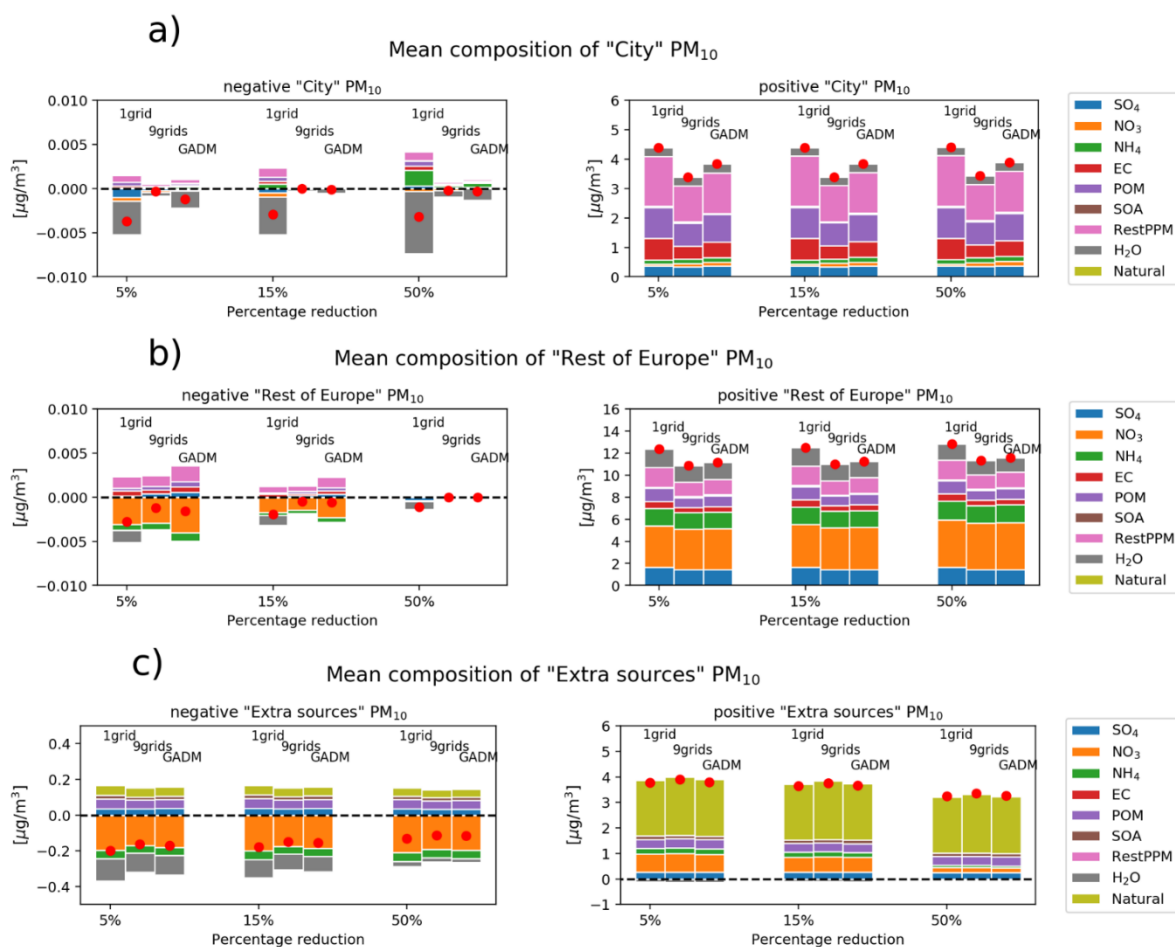 a)
Mean composition of "City" PM₁₀
negative "City" PM₁₀
positive "City" PM₁₀
[μg/m³]
0.010
0.005
0.000
−0.005
−0.010
1grid
9grids
GADM
1grid
9grids
GADM
1grid
9grids
GADM
5%
15%
50%
Percentage reduction
[μg/m³]
6
5
4
3
2
1
0
1grid
9grids
GADM
1grid
9grids
GADM
1grid
9grids
GADM
5%
15%
50%
Percentage reduction
SO₄
NO₃
NH₄
EC
POM
SOA
RestPPM
H₂O
Natural
b)
Mean composition of "Rest of Europe" PM₁₀
negative "Rest of Europe" PM₁₀
positive "Rest of Europe" PM₁₀
[μg/m³]
0.010
0.005
0.000
−0.005
−0.010
1grid
9grids
GADM
1grid
9grids
GADM
1grid
9grids
GADM
5%
15%
50%
Percentage reduction
[μg/m³]
16
14
12
10
8
6
4
2
0
1grid
9grids
GADM
1grid
9grids
GADM
1grid
9grids
GADM
5%
15%
50%
Percentage reduction
SO₄
NO₃
NH₄
EC
POM
SOA
RestPPM
H₂O
Natural
c)
Mean composition of "Extra sources" PM₁₀
negative "Extra sources" PM₁₀
positive "Extra sources" PM₁₀
[μg/m³]
0.4
0.2
0.0
−0.2
−0.4
1grid
9grids
GADM
1grid
9grids
GADM
1grid
9grids
GADM
5%
15%
50%
Percentage reduction
[μg/m³]
6
5
4
3
2
1
0
−1
1grid
9grids
GADM
1grid
9grids
GADM
1grid
9grids
GADM
5%
15%
50%
Percentage reduction
SO₄
NO₃
NH₄
EC
POM
SOA
RestPPM
H₂O
Natural